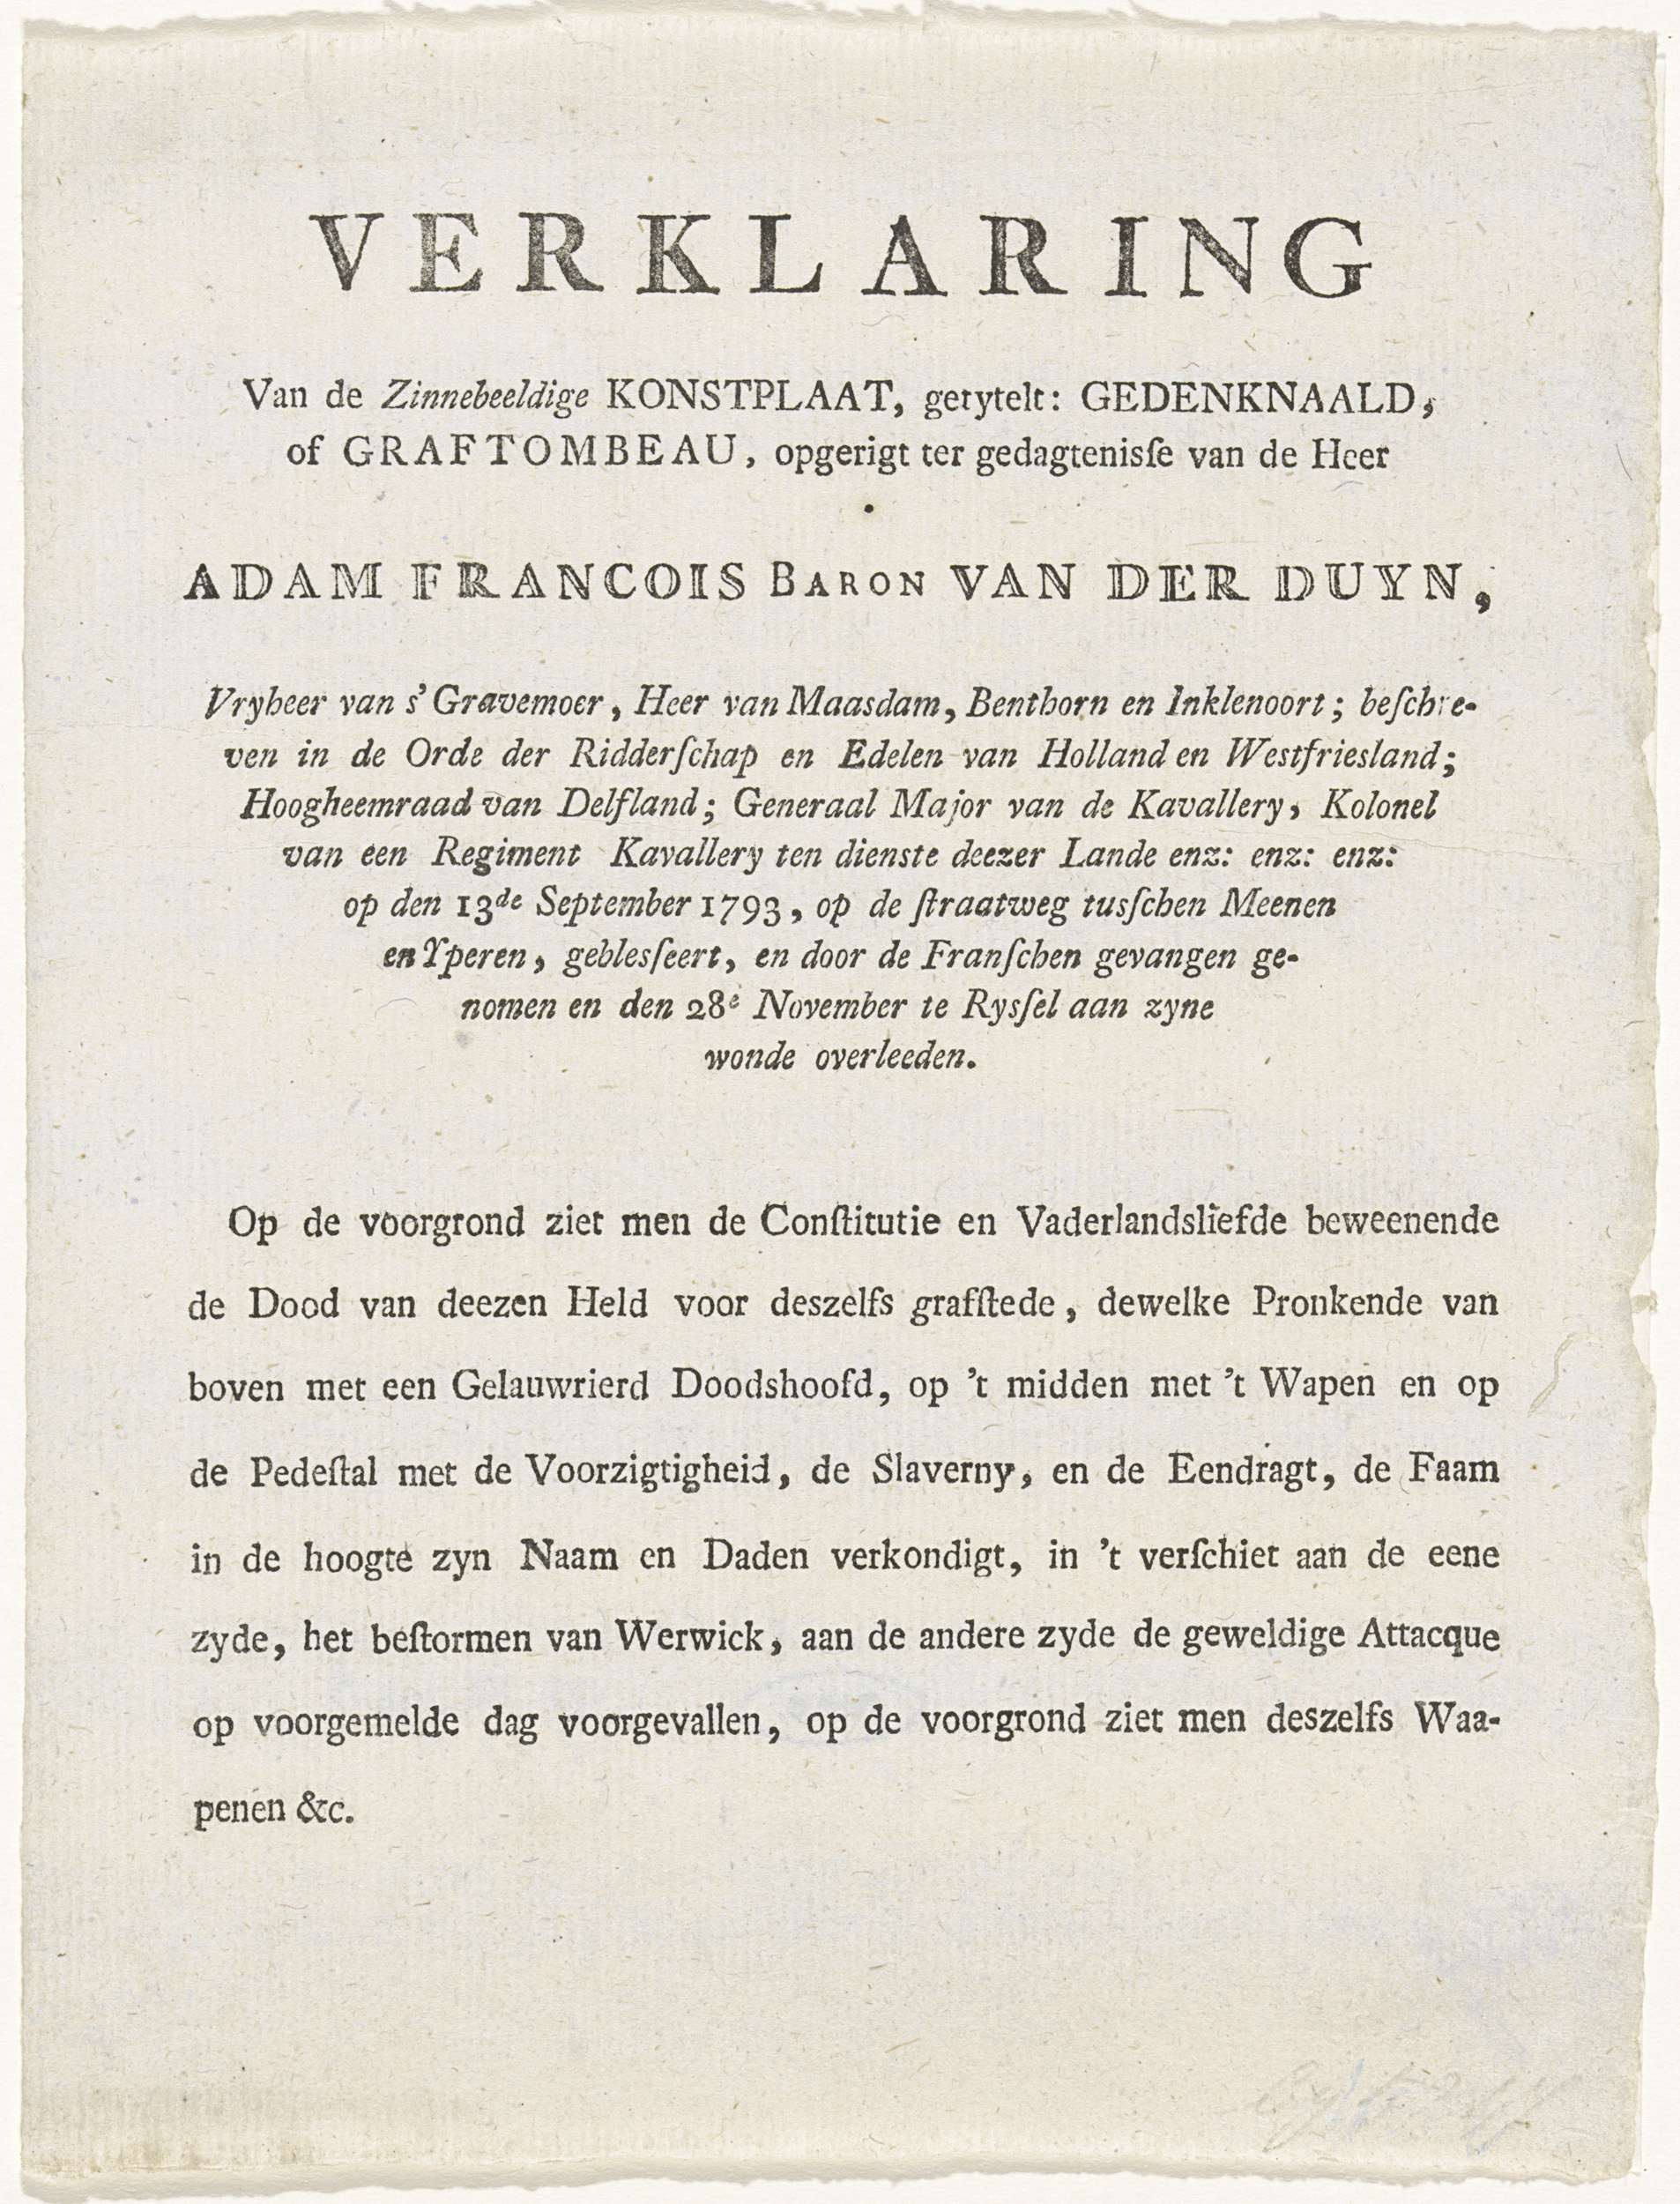 VERKLARING
Van de Zinnebeeldige KONSTPLAAT, getytelt: GEDENKNAALD,
of GRAFTOMBEAU, opgerigt ter gedagtenisſe van de Heer
ADAM FRANCOIS BARON VAN DER DUYN,
Vryheer van s' Gravemoer, Heer van Maasdam, Benthorn en Inklenoort; beſchre-
ven in de Orde der Ridderſchap en Edelen van Holland en Westfriesland;
Hoogheemraad van Delfland; Generaal Major van de Kavallery, Kolonel
van een Regiment Kavallery ten dienste deezer Lande enz: enz: enz:
op den 13de September 1793, op de ſtraatweg tusſchen Meenen
en Yperen, geblesſeert, en door de Franſchen gevangen ge-
nomen en den 28e November te Rysſel aan zyne
wonde overleeden.
Op de voorgrond ziet men de Conſtitutie en Vaderlandsliefde beweenende
de Dood van deezen Held voor deszelfs grafſtede, dewelke Pronkende van
boven met een Gelauwrierd Doodshoofd, op 't midden met 't Wapen en op
de Pedeſtal met de Voorzigtigheid, de Slaverny, en de Eendragt, de Faam
in de hoogte zyn Naam en Daden verkondigt, in 't verſchiet aan de eene
zyde, het beſtormen van Werwick, aan de andere zyde de geweldige Attacque
op voorgemelde dag voorgevallen, op de voorgrond ziet men deszelfs Waa-
penen &c.